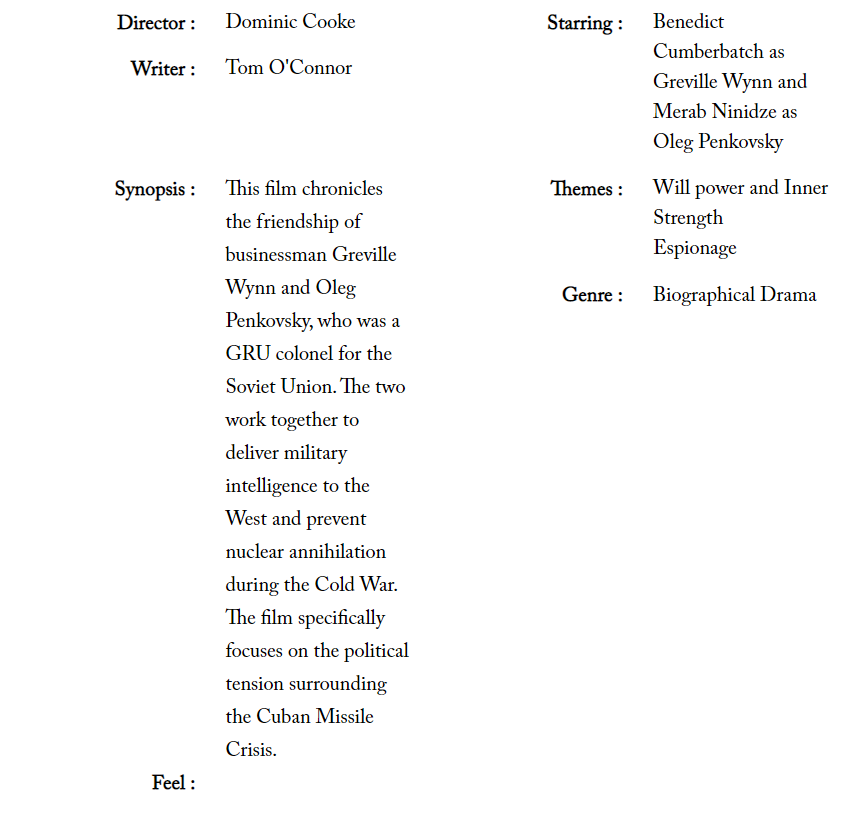 Director : Dominic Cooke
Writer : Tom O'Connor
Starring : Benedict
Cumberbatch as
Greville Wynn and
Merab Ninidze as
Oleg Penkovsky
Synopsis : This film chronicles
the friendship of
businessman Greville
Wynn and Oleg
Penkovsky, who was a
GRU colonel for the
Soviet Union. The two
work together to
deliver military
intelligence to the
West and prevent
nuclear annihilation
during the Cold War.
The film specifically
focuses on the political
tension surrounding
the Cuban Missile
Crisis.
Themes : Will power and Inner
Strength
Espionage
Genre : Biographical Drama
Feel :